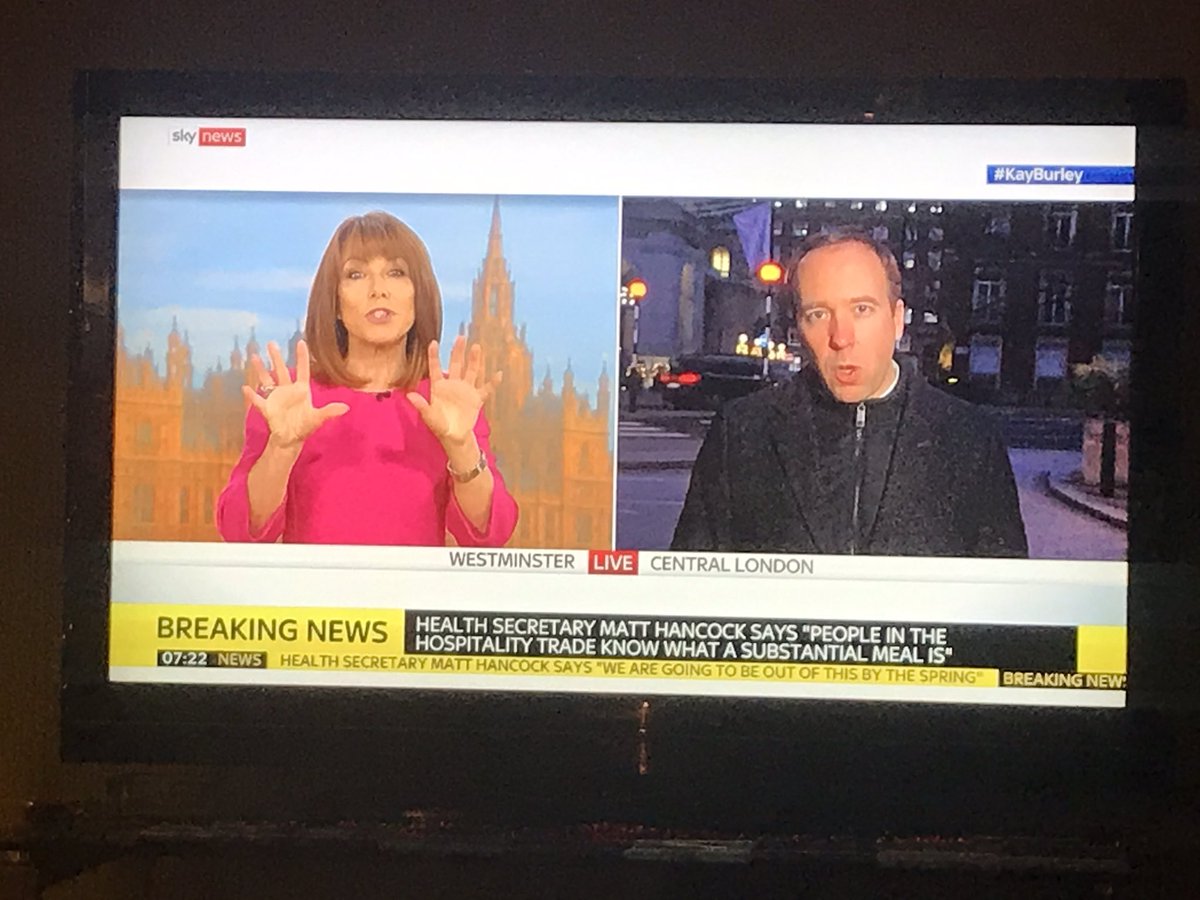 sky news
#KayBurley
WESTMINSTER LIVE CENTRAL LONDON
BREAKING NEWS
HEALTH SECRETARY MATT HANCOCK SAYS "PEOPLE IN THE
HOSPITALITY TRADE KNOW WHAT A SUBSTANTIAL MEAL IS"
07:22 NEWS HEALTH SECRETARY MATT HANCOCK SAYS "WE ARE GOING TO BE OUT OF THIS BY THE SPRING" BREAKING NEW